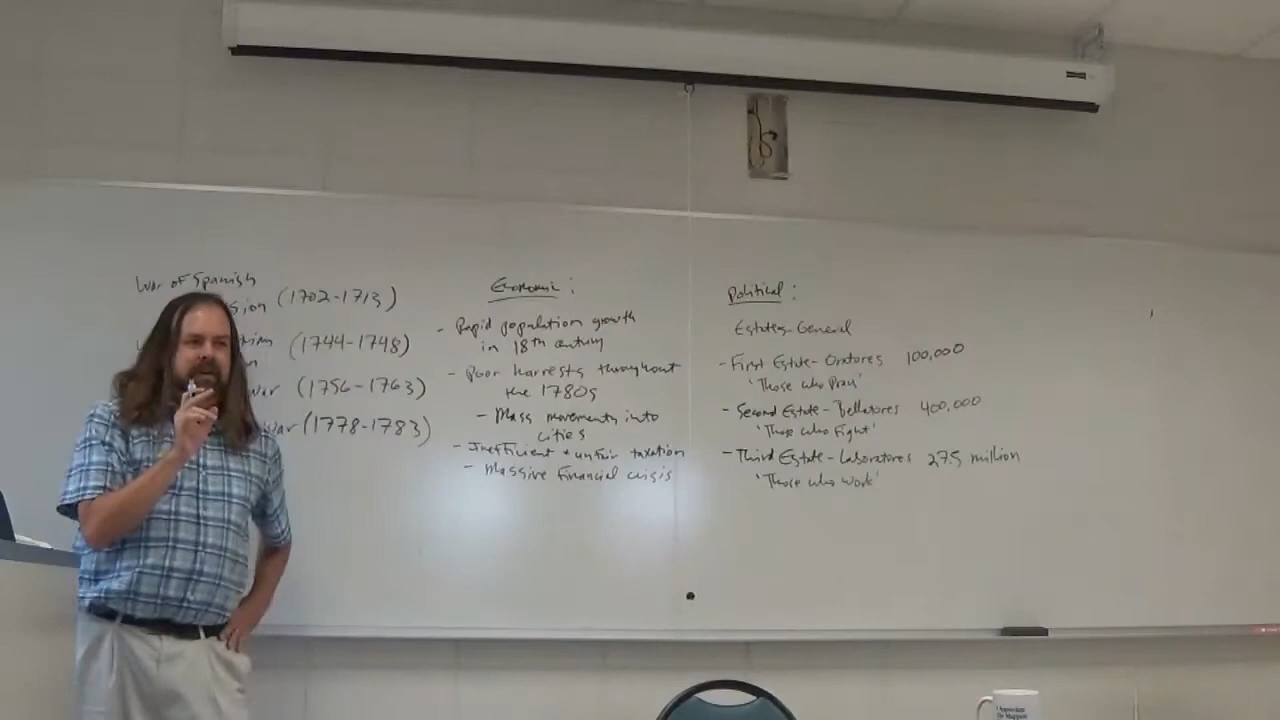 War of Spanish
sion (1702-1713)
(1744-1748)
war (1756-1763)
War (1778-1783)
Economic:
- Rapid population growth
in 18th century
- Poor harvests throughout
the 1780s
- Mass movements into
cities
- Inefficient + unfair taxation
- Massive Financial crisis
Political:
Estates-General
- First Estate - Oratores 100,000
'Those who Pray'
- Second Estate - Bellatores 400,000
'Those who Fight'
- Third Estate - Laboratores 27.5 million
'Those who Work'